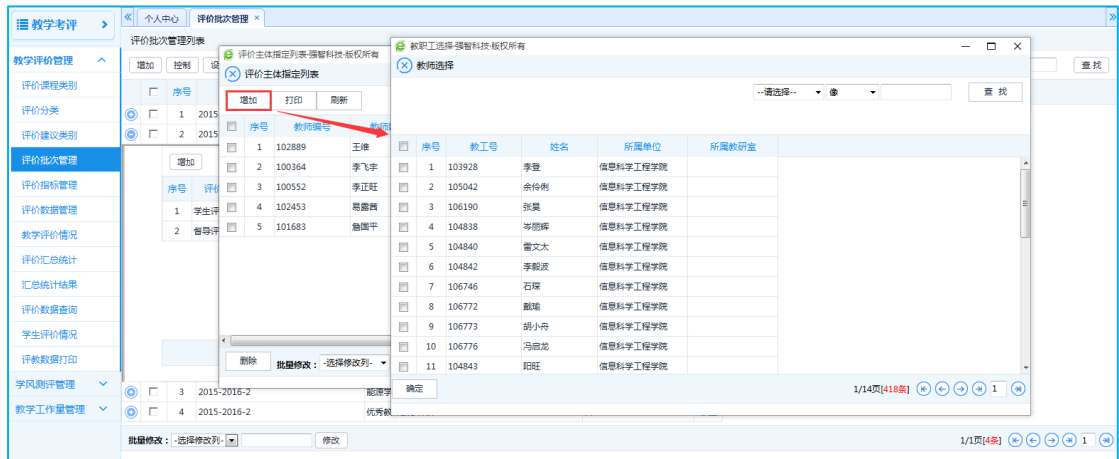 教学考评
个人中心 评价批次管理 ×
评价批次管理列表
增加 控制 设 查 找
序号
1 2015
2 2015
增加
序号 评价
1 学生评
2 督导评
3 2015-2016-2 能源学
4 2015-2016-2 优秀教
批量修改： -选择修改列- 修改
1/1页[4条] 1
教学评价管理
评价课程类别
评价分类
评价建议类别
评价批次管理
评价指标管理
评价数据管理
教学评价情况
评价汇总统计
汇总统计结果
评价数据查询
学生评价情况
评教数据打印
学风测评管理
教学工作量管理
评价主体指定列表-强智科技·版权所有
评价主体指定列表
增加 打印 刷新
序号 教师编号 教师
1 102889 王维
2 100364 李飞宇
3 100552 李正旺
4 102453 易露茜
5 101683 詹国平
删除 批量修改： -选择修改列-
教职工选择-强智科技·版权所有
教师选择
--请选择-- 像 查 找
序号 教工号 姓名 所属单位 所属教研室
1 103928 李登 信息科学工程学院
2 105042 余伶俐 信息科学工程学院
3 106190 张昊 信息科学工程学院
4 104838 岑丽辉 信息科学工程学院
5 104840 雷文太 信息科学工程学院
6 104842 李毅波 信息科学工程学院
7 106746 石琛 信息科学工程学院
8 106772 戴瑜 信息科学工程学院
9 106773 胡小舟 信息科学工程学院
10 106776 冯启龙 信息科学工程学院
11 104843 阳旺 信息科学工程学院
确定
1/14页[418条] 1